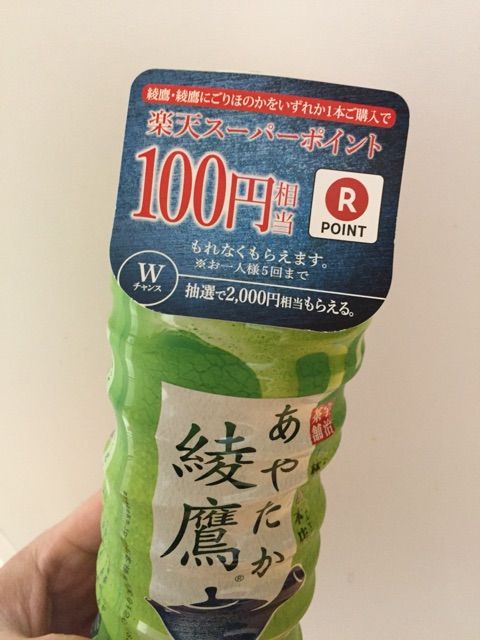 綾鷹・綾鷹にごりほのかをいずれか1本ご購入で
楽天スーパーポイント
100円相当
R
POINT
もれなくもらえます。
※お一人様5回まで
Wチャンス
抽選で2,000円相当もらえる。
あやたか
綾鷹
®